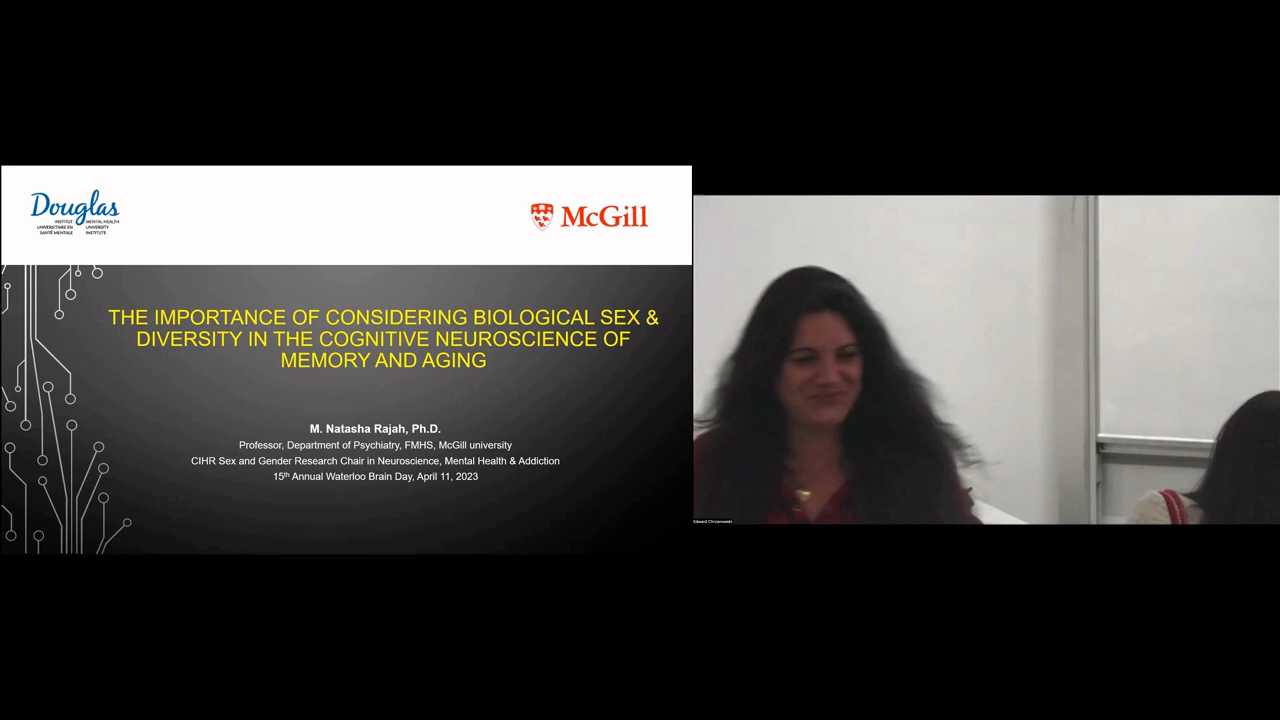 Douglas
INSTITUT
UNIVERSITAIRE EN
SANTÉ MENTALE
MENTAL HEALTH
UNIVERSITY
INSTITUTE
McGill
THE IMPORTANCE OF CONSIDERING BIOLOGICAL SEX &
DIVERSITY IN THE COGNITIVE NEUROSCIENCE OF
MEMORY AND AGING
M. Natasha Rajah, Ph.D.
Professor, Department of Psychiatry, FMHS, McGill university
CIHR Sex and Gender Research Chair in Neuroscience, Mental Health & Addiction
15th Annual Waterloo Brain Day, April 11, 2023
Edward Chrzanowski